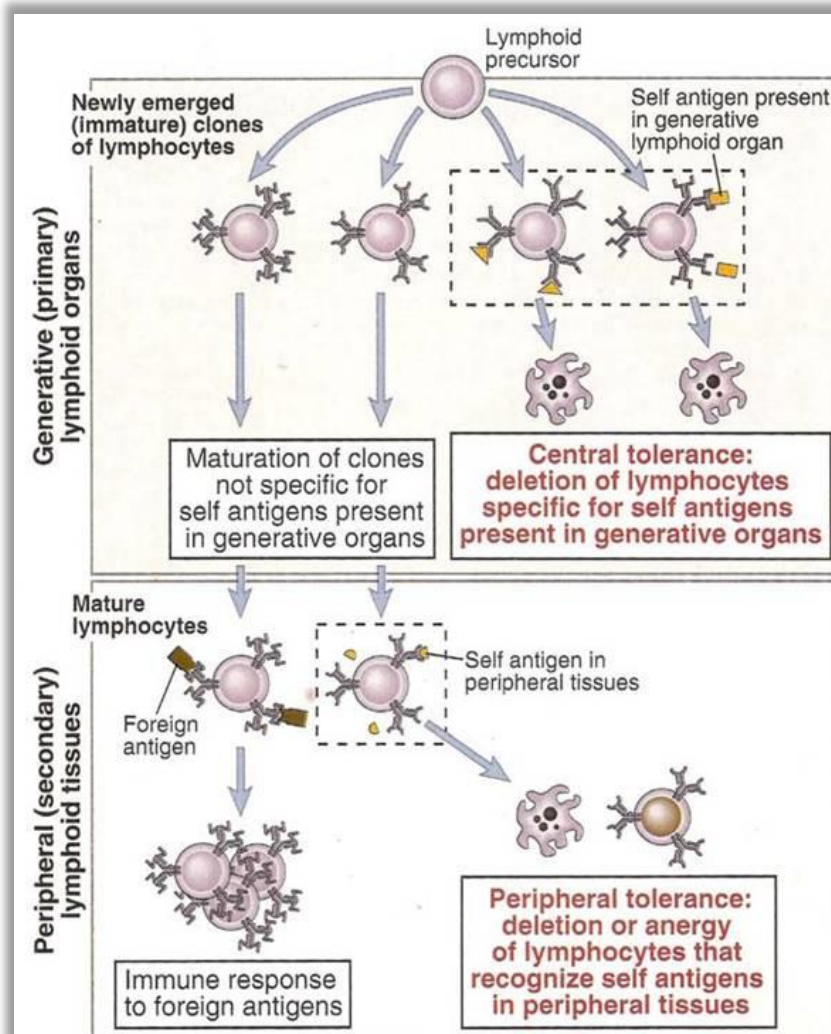 Lymphoid
precursor
Newly emerged
(immature) clones
of lymphocytes
Self antigen present
in generative
lymphoid organ
Generative (primary)
lymphoid organs
Maturation of clones
not specific for
self antigens present
in generative organs
Central tolerance:
deletion of lymphocytes
specific for self antigens
present in generative organs
Mature
lymphocytes
Self antigen in
peripheral tissues
Foreign
antigen
Peripheral (secondary)
lymphoid tissues
Immune response
to foreign antigens
Peripheral tolerance:
deletion or anergy
of lymphocytes that
recognize self antigens
in peripheral tissues